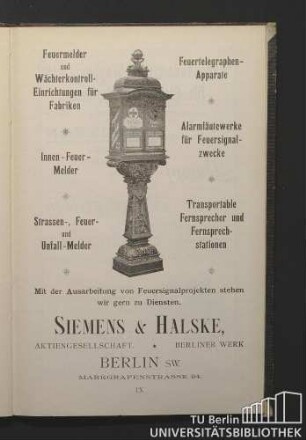 Feuermelder
und
Wächterkontroll-
Einrichtungen für
Fabriken
Innen-Feuer-
Melder
Strassen-, Feuer-
und
Unfall-Melder
Feuertelegraphen-
Apparate
Alarmläutewerke
für Feuersignal-
zwecke
Transportable
Fernsprecher und
Fernsprech-
stationen
Mit der Ausarbeitung von Feuersignalprojekten stehen
wir gern zu Diensten.
SIEMENS & HALSKE,
AKTIENGESELLSCHAFT. * BERLINER WERK
BERLIN SW.
MARKGRAFENSTRASSE 94.
IX.
TU Berlin
UNIVERSITÄTSBIBLIOTHEK